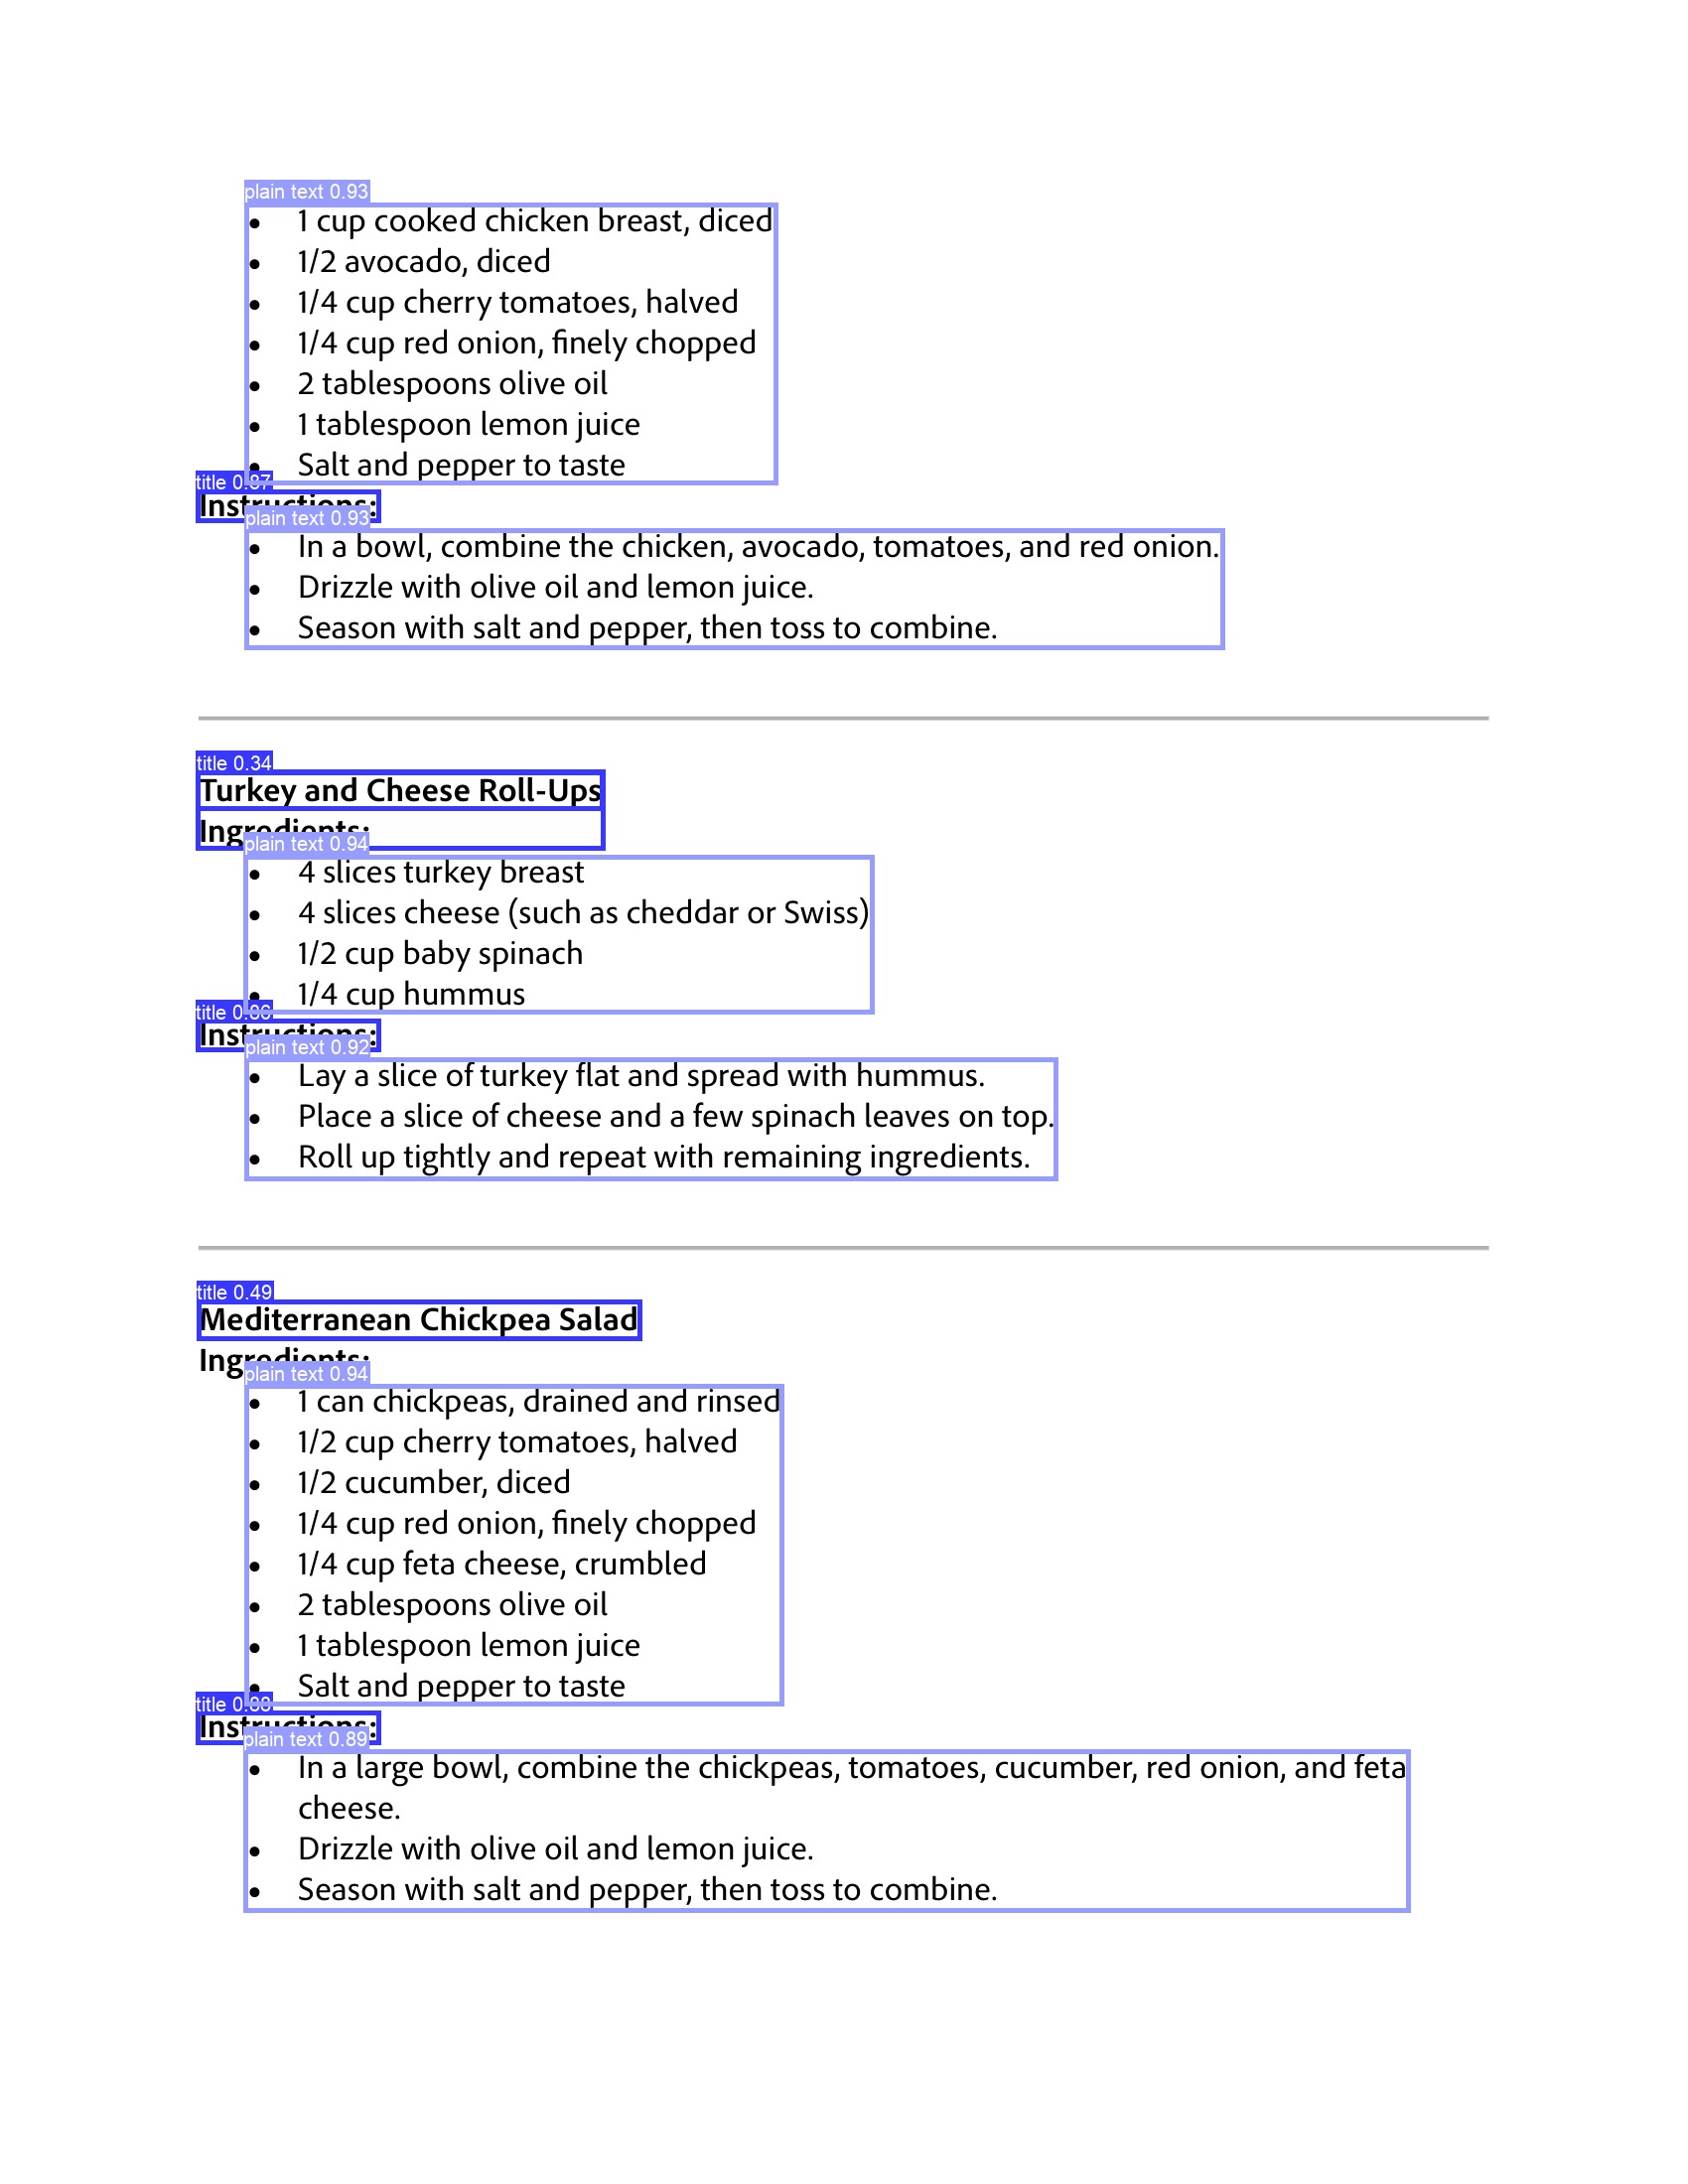 plain text 0.93
• 1 cup cooked chicken breast, diced
• 1/2 avocado, diced
• 1/4 cup cherry tomatoes, halved
• 1/4 cup red onion, finely chopped
• 2 tablespoons olive oil
• 1 tablespoon lemon juice
• Salt and pepper to taste
title 0.87
Instructions:
plain text 0.93
• In a bowl, combine the chicken, avocado, tomatoes, and red onion.
• Drizzle with olive oil and lemon juice.
• Season with salt and pepper, then toss to combine.
title 0.34
Turkey and Cheese Roll-Ups
Ingredients:
plain text 0.94
• 4 slices turkey breast
• 4 slices cheese (such as cheddar or Swiss)
• 1/2 cup baby spinach
• 1/4 cup hummus
title
Instructions:
plain text 0.92
• Lay a slice of turkey flat and spread with hummus.
• Place a slice of cheese and a few spinach leaves on top.
• Roll up tightly and repeat with remaining ingredients.
title 0.49
Mediterranean Chickpea Salad
Ingredients:
plain text 0.94
• 1 can chickpeas, drained and rinsed
• 1/2 cup cherry tomatoes, halved
• 1/2 cucumber, diced
• 1/4 cup red onion, finely chopped
• 1/4 cup feta cheese, crumbled
• 2 tablespoons olive oil
• 1 tablespoon lemon juice
• Salt and pepper to taste
title
Instructions:
plain text 0.89
• In a large bowl, combine the chickpeas, tomatoes, cucumber, red onion, and feta
cheese.
• Drizzle with olive oil and lemon juice.
• Season with salt and pepper, then toss to combine.